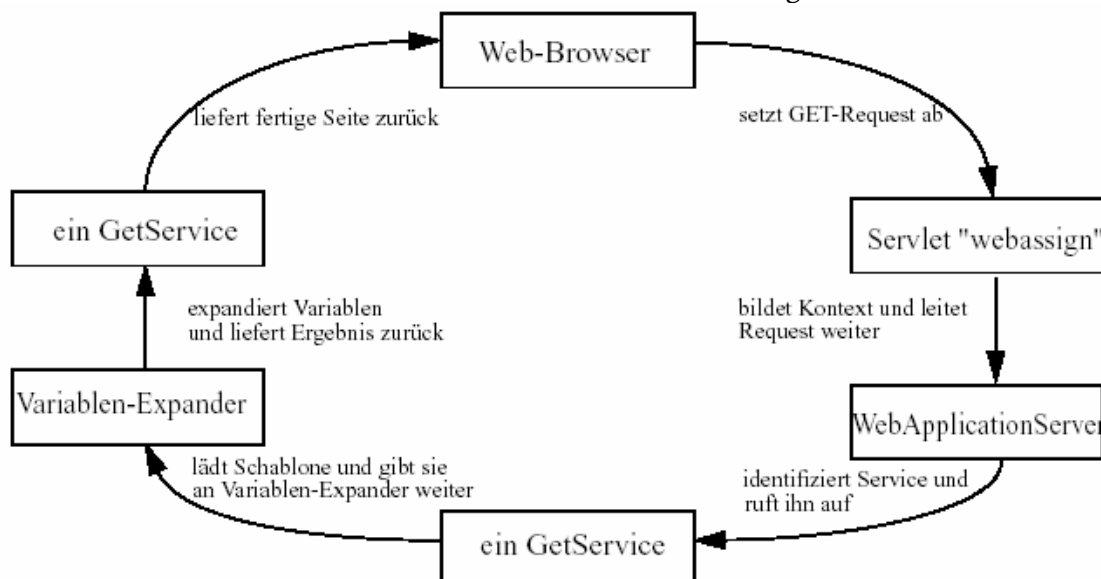 Web-Browser
liefert fertige Seite zurück
setzt GET-Request ab
ein GetService
Servlet "webassign"
expandiert Variablen
und liefert Ergebnis zurück
bildet Kontext und leitet
Request weiter
Variablen-Expander
WebApplicationServer
lädt Schablone und gibt sie
an Variablen-Expander weiter
identifiziert Service und
ruft ihn auf
ein GetService